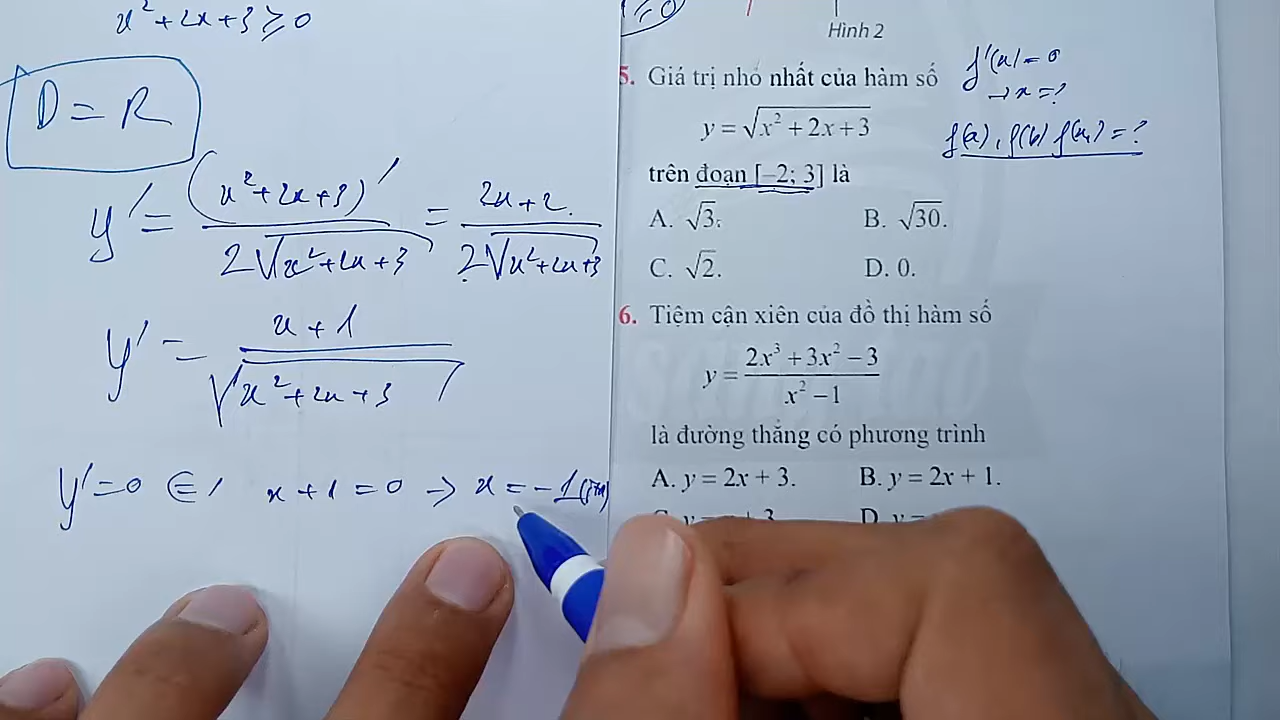 x² + 2x + 3 ≥ 0
D = R
y' = (x² + 2x + 3)' / 2√(x² + 2x + 3) = 2x + 2 / 2√(x² + 2x + 3)
y' = x + 1 / √(x² + 2x + 3)
y' = 0 x + 1 = 0 → x = -1
≥ 0
Hình 2
5. Giá trị nhỏ nhất của hàm số
y = √(x² + 2x + 3)
trên đoạn [–2; 3] là
A. √3.
B. √30.
C. √2.
D. 0.
f'(x) = 0
→ x = ?
f(a), f(b) f(x₁) = ?
6. Tiệm cận xiên của đồ thị hàm số
y = (2x³ + 3x² − 3) / (x² − 1)
là đường thẳng có phương trình
A. y = 2x + 3.
B. y = 2x + 1.